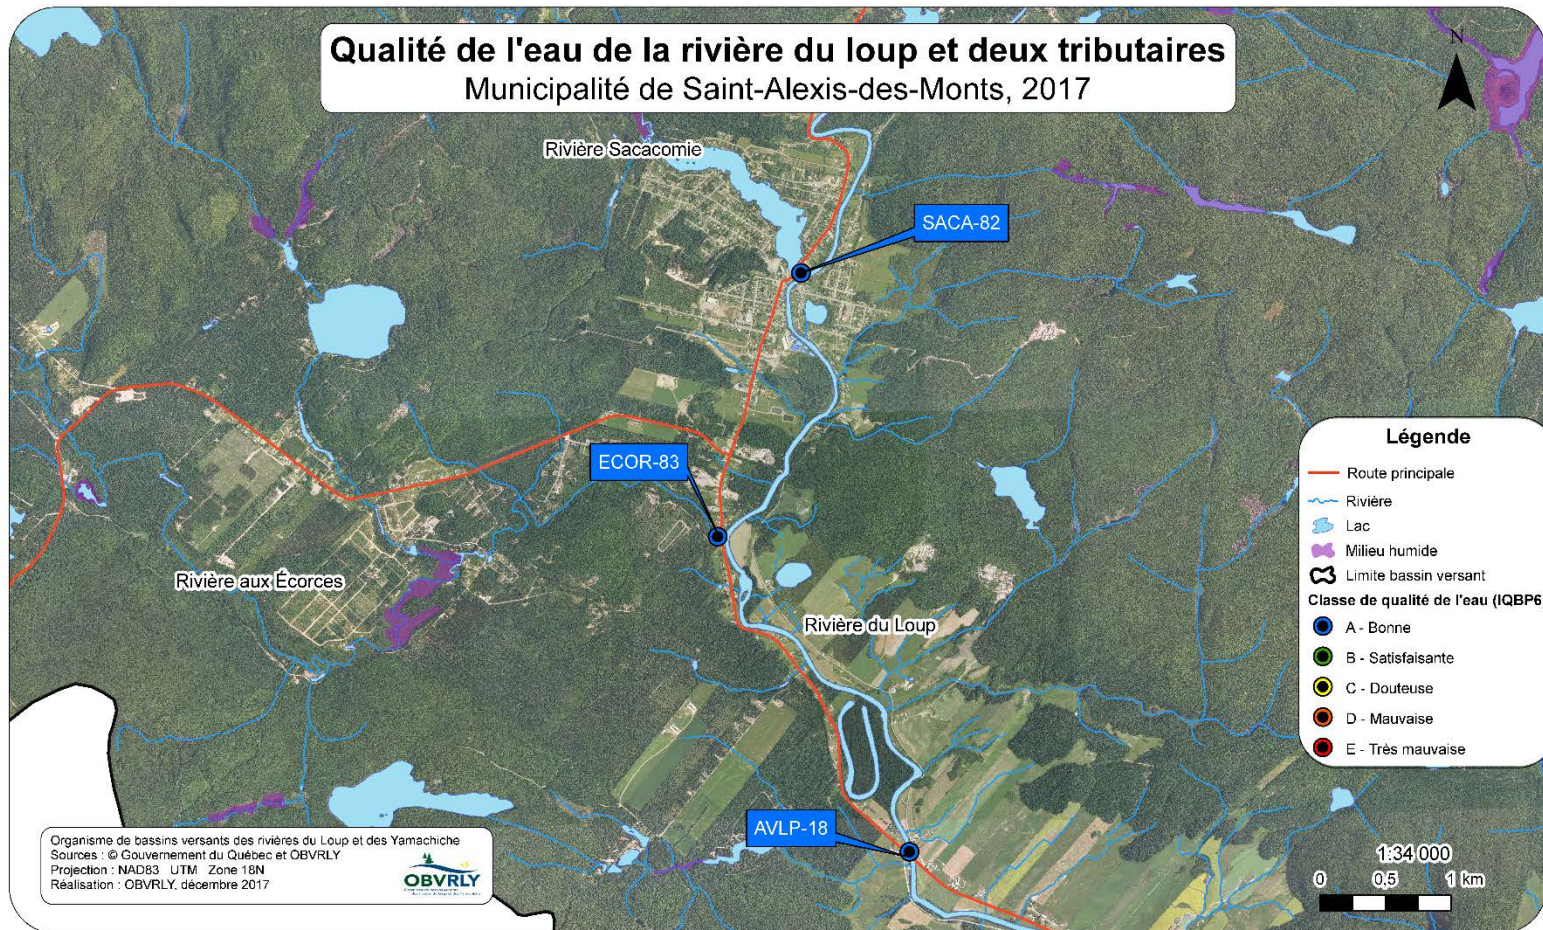 Qualité de l'eau de la rivière du loup et deux tributaires
Municipalité de Saint-Alexis-des-Monts, 2017
N
Rivière Sacacomie
SACA-82
ECOR-83
Rivière aux Écorces
Rivière du Loup
AVLP-18
Légende
Route principale
Rivière
Lac
Milieu humide
Limite bassin versant
Classe de qualité de l'eau (IQBP6
A - Bonne
B - Satisfaisante
C - Douteuse
D - Mauvaise
E - Très mauvaise
Organisme de bassins versants des rivières du Loup et des Yamachiche
Sources : © Gouvernement du Québec et OBVRLY
Projection : NAD83 UTM Zone 18N
Réalisation : OBVRLY, décembre 2017
OBVRLY
1:34 000
0 0,5 1 km